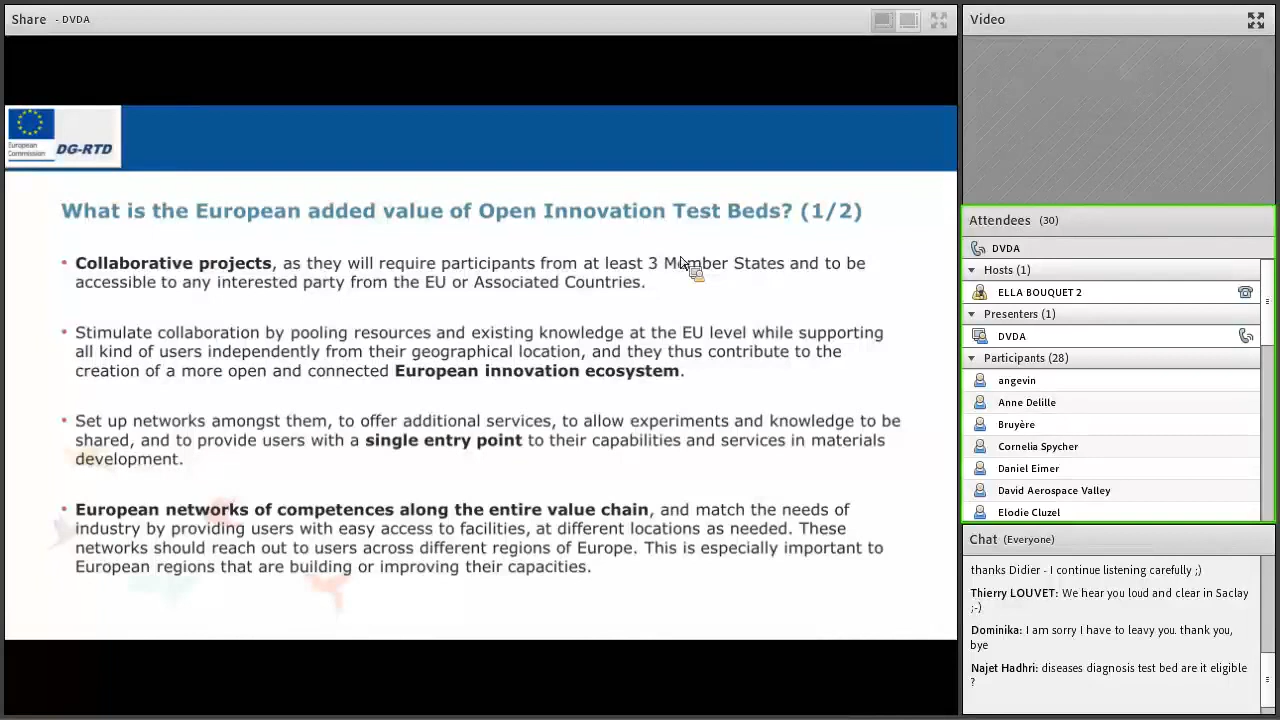 Share - DVDA
European
Commission
DG-RTD
What is the European added value of Open Innovation Test Beds? (1/2)
• Collaborative projects, as they will require participants from at least 3 Member States and to be
accessible to any interested party from the EU or Associated Countries.
• Stimulate collaboration by pooling resources and existing knowledge at the EU level while supporting
all kind of users independently from their geographical location, and they thus contribute to the
creation of a more open and connected European innovation ecosystem.
• Set up networks amongst them, to offer additional services, to allow experiments and knowledge to be
shared, and to provide users with a single entry point to their capabilities and services in materials
development.
• European networks of competences along the entire value chain, and match the needs of
industry by providing users with easy access to facilities, at different locations as needed. These
networks should reach out to users across different regions of Europe. This is especially important to
European regions that are building or improving their capacities.
Video
Attendees (30)
DVDA
Hosts (1)
ELLA BOUQUET 2
Presenters (1)
DVDA
Participants (28)
angevin
Anne Delille
Bruyère
Cornelia Spycher
Daniel Eimer
David Aerospace Valley
Elodie Cluzel
Chat (Everyone)
thanks Didier - I continue listening carefully ;)
Thierry LOUVET: We hear you loud and clear in Saclay
;-)
Dominika: I am sorry I have to leavy you. thank you,
bye
Najet Hadhri: diseases diagnosis test bed are it eligible
?